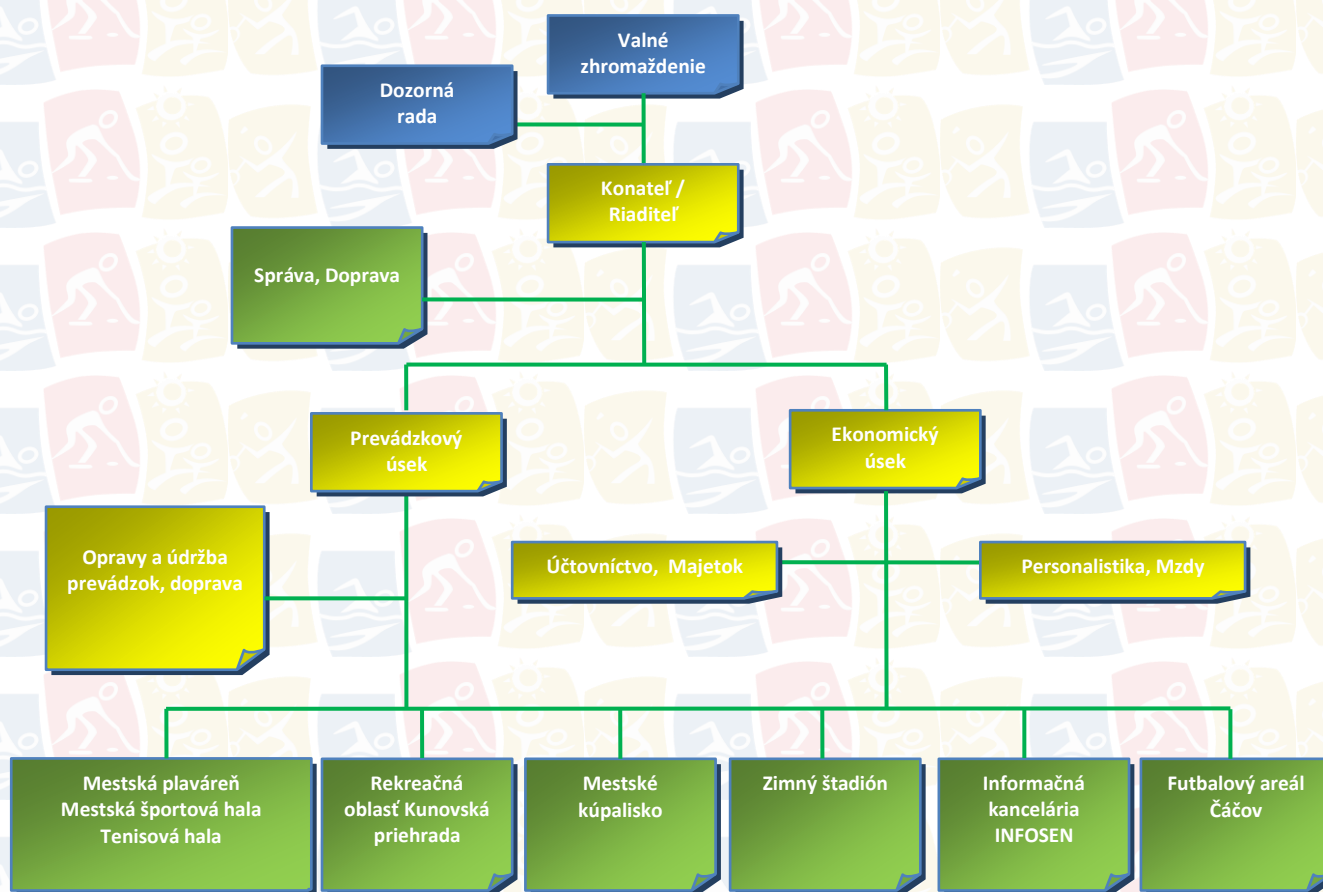 Valné
zhromaždenie
Dozorná
rada
Konateľ /
Riaditeľ
Správa, Doprava
Prevádzkový
úsek
Ekonomický
úsek
Opravy a údržba
prevádzok, doprava
Účtovníctvo, Majetok
Personalistika, Mzdy
Mestská plaváreň
Mestská športová hala
Tenisová hala
Rekreačná
oblasť Kunovská
priehrada
Mestské
kúpalisko
Zimný štadión
Informačná
kancelária
INFOSEN
Futbalový areál
Čáčov